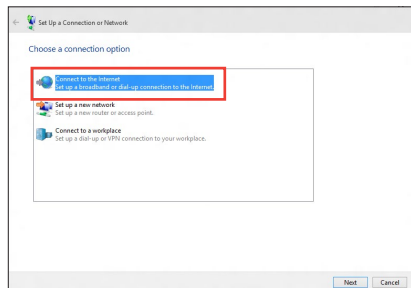 Set Up a Connection or Network
Choose a connection option
Connect to the Internet
Set up a broadband or dial-up connection to the Internet.
Set up a new network
Set up a new router or access point.
Connect to a workplace
Set up a dial-up or VPN connection to your workplace.
Next Cancel